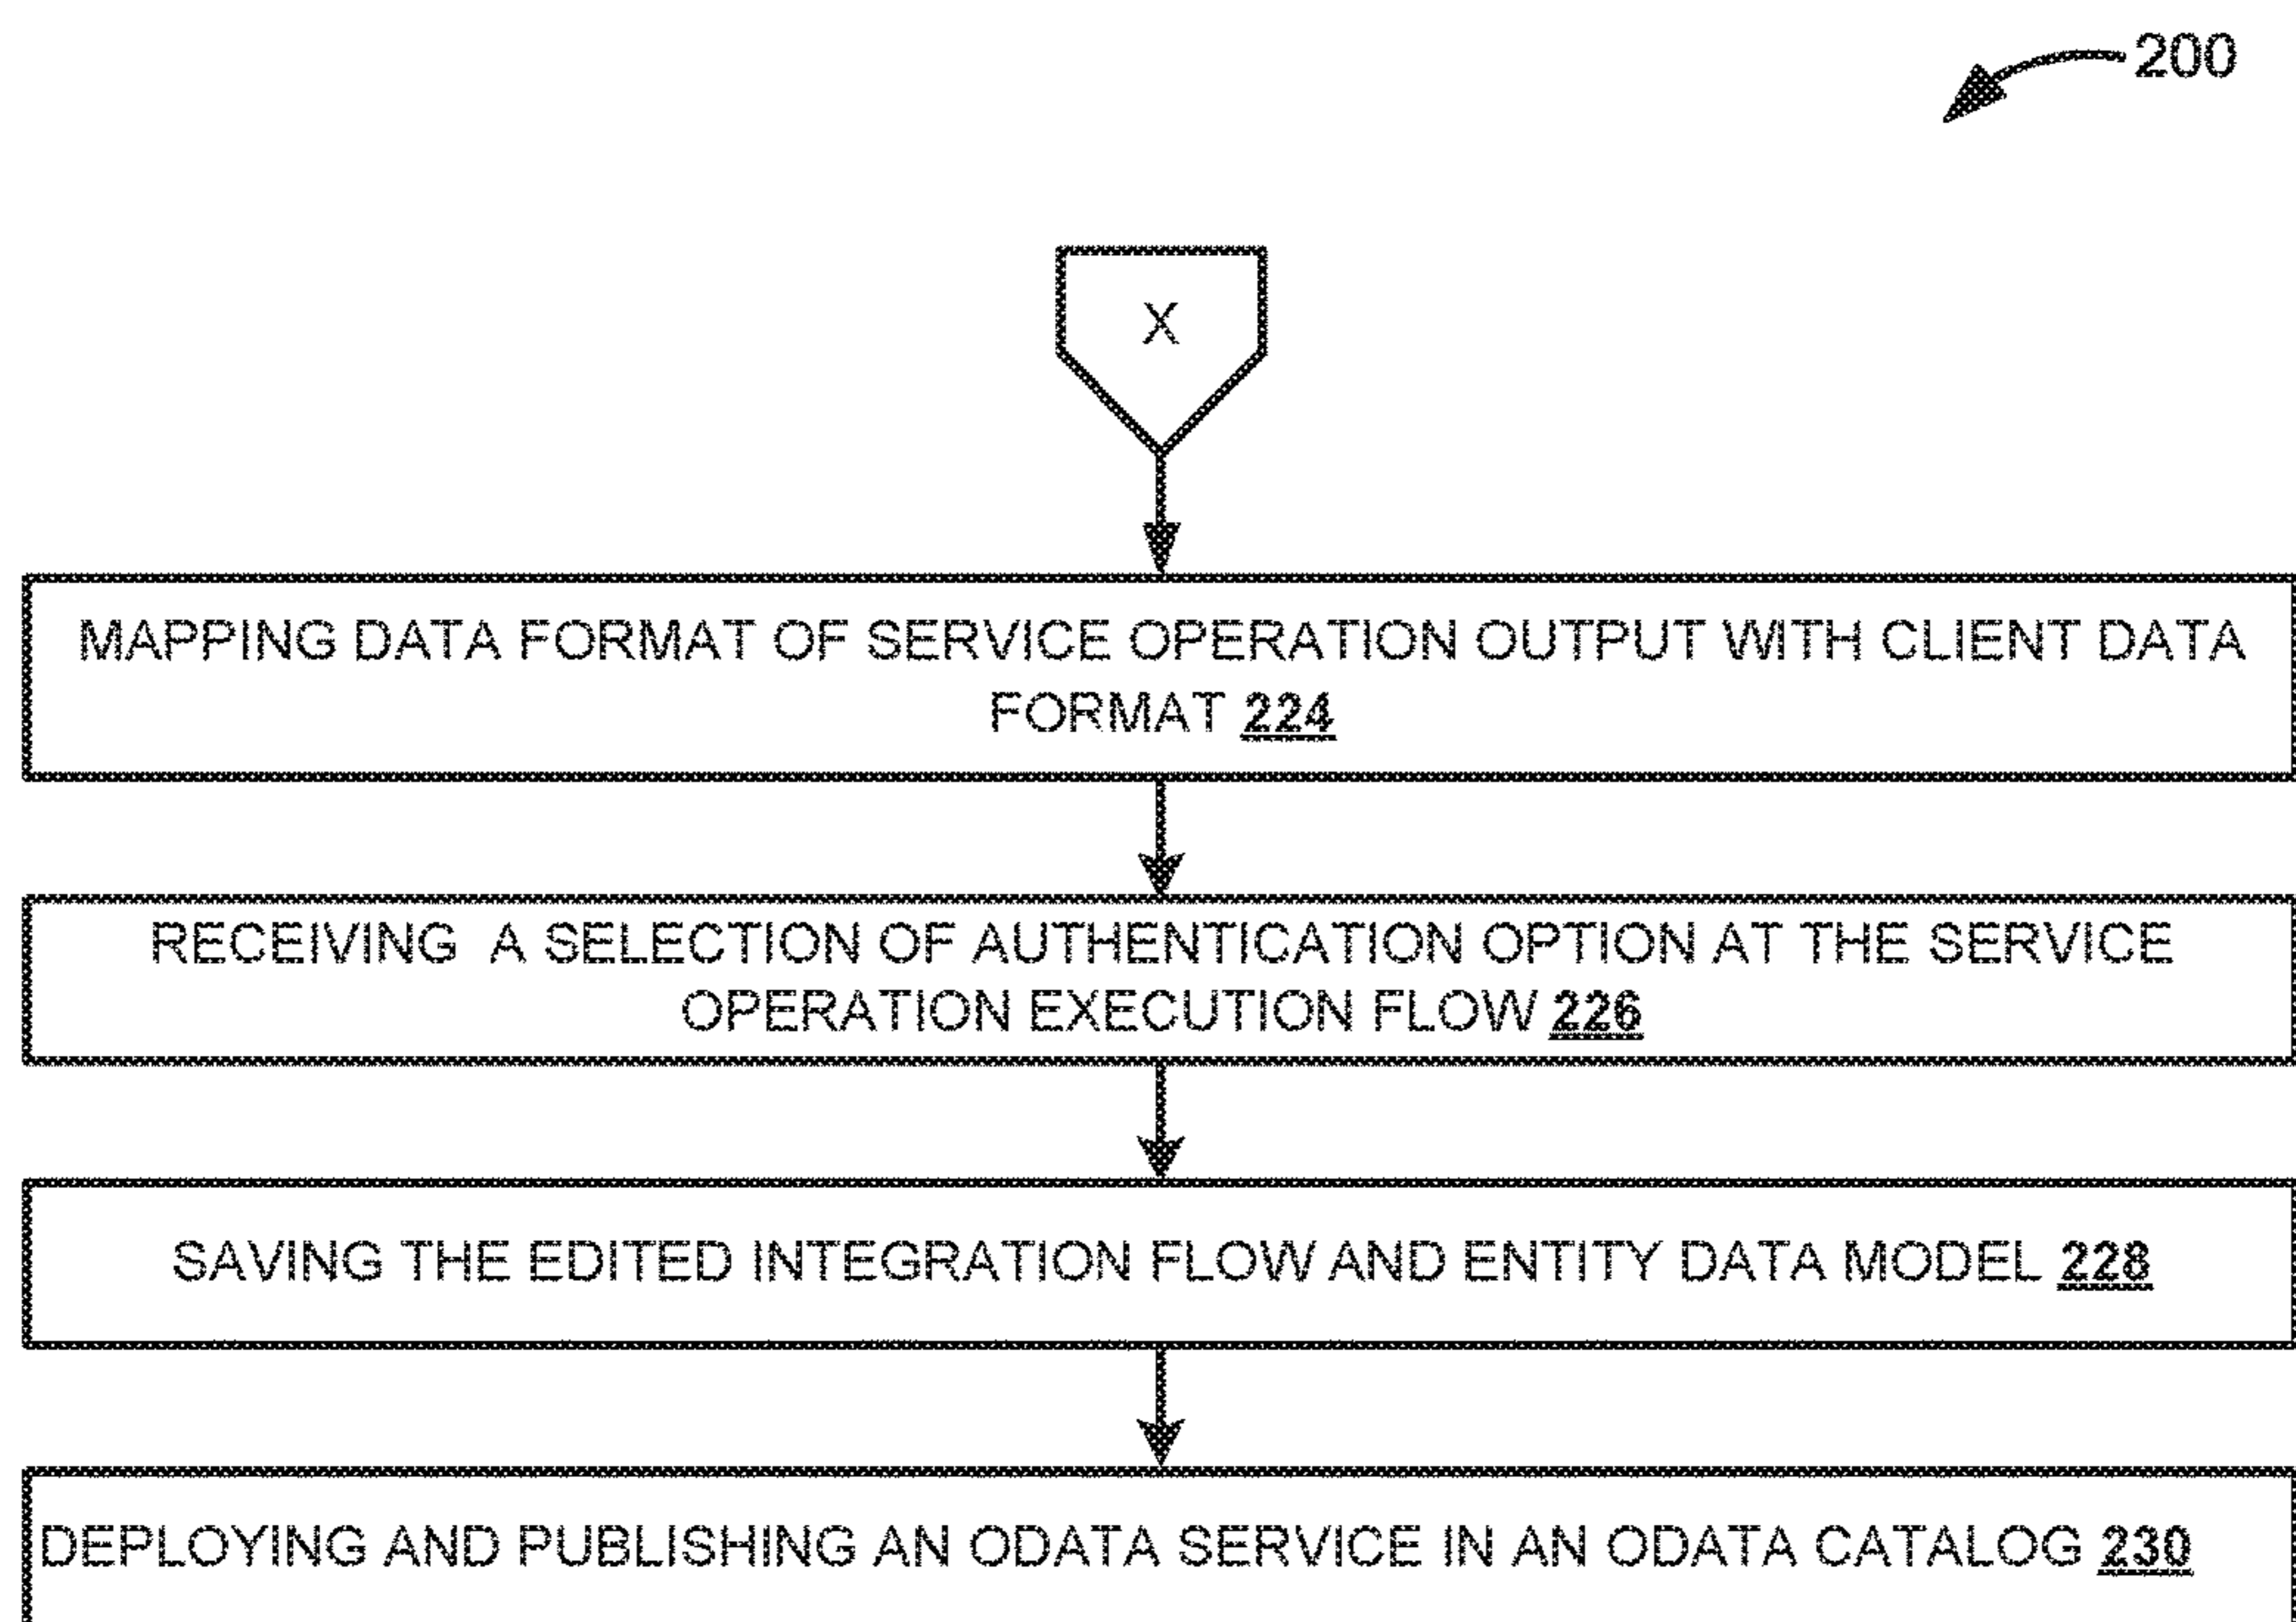 200
X
MAPPING DATA FORMAT OF SERVICE OPERATION OUTPUT WITH CLIENT DATA
FORMAT 224
RECEIVING A SELECTION OF AUTHENTICATION OPTION AT THE SERVICE
OPERATION EXECUTION FLOW 226
SAVING THE EDITED INTEGRATION FLOW AND ENTITY DATA MODEL 228
DEPLOYING AND PUBLISHING AN ODATA SERVICE IN AN ODATA CATALOG 230